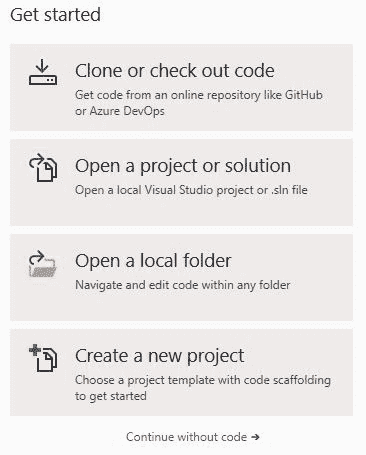 Get started
Clone or check out code
Get code from an online repository like GitHub
or Azure DevOps
Open a project or solution
Open a local Visual Studio project or .sln file
Open a local folder
Navigate and edit code within any folder
Create a new project
Choose a project template with code scaffolding
to get started
Continue without code →